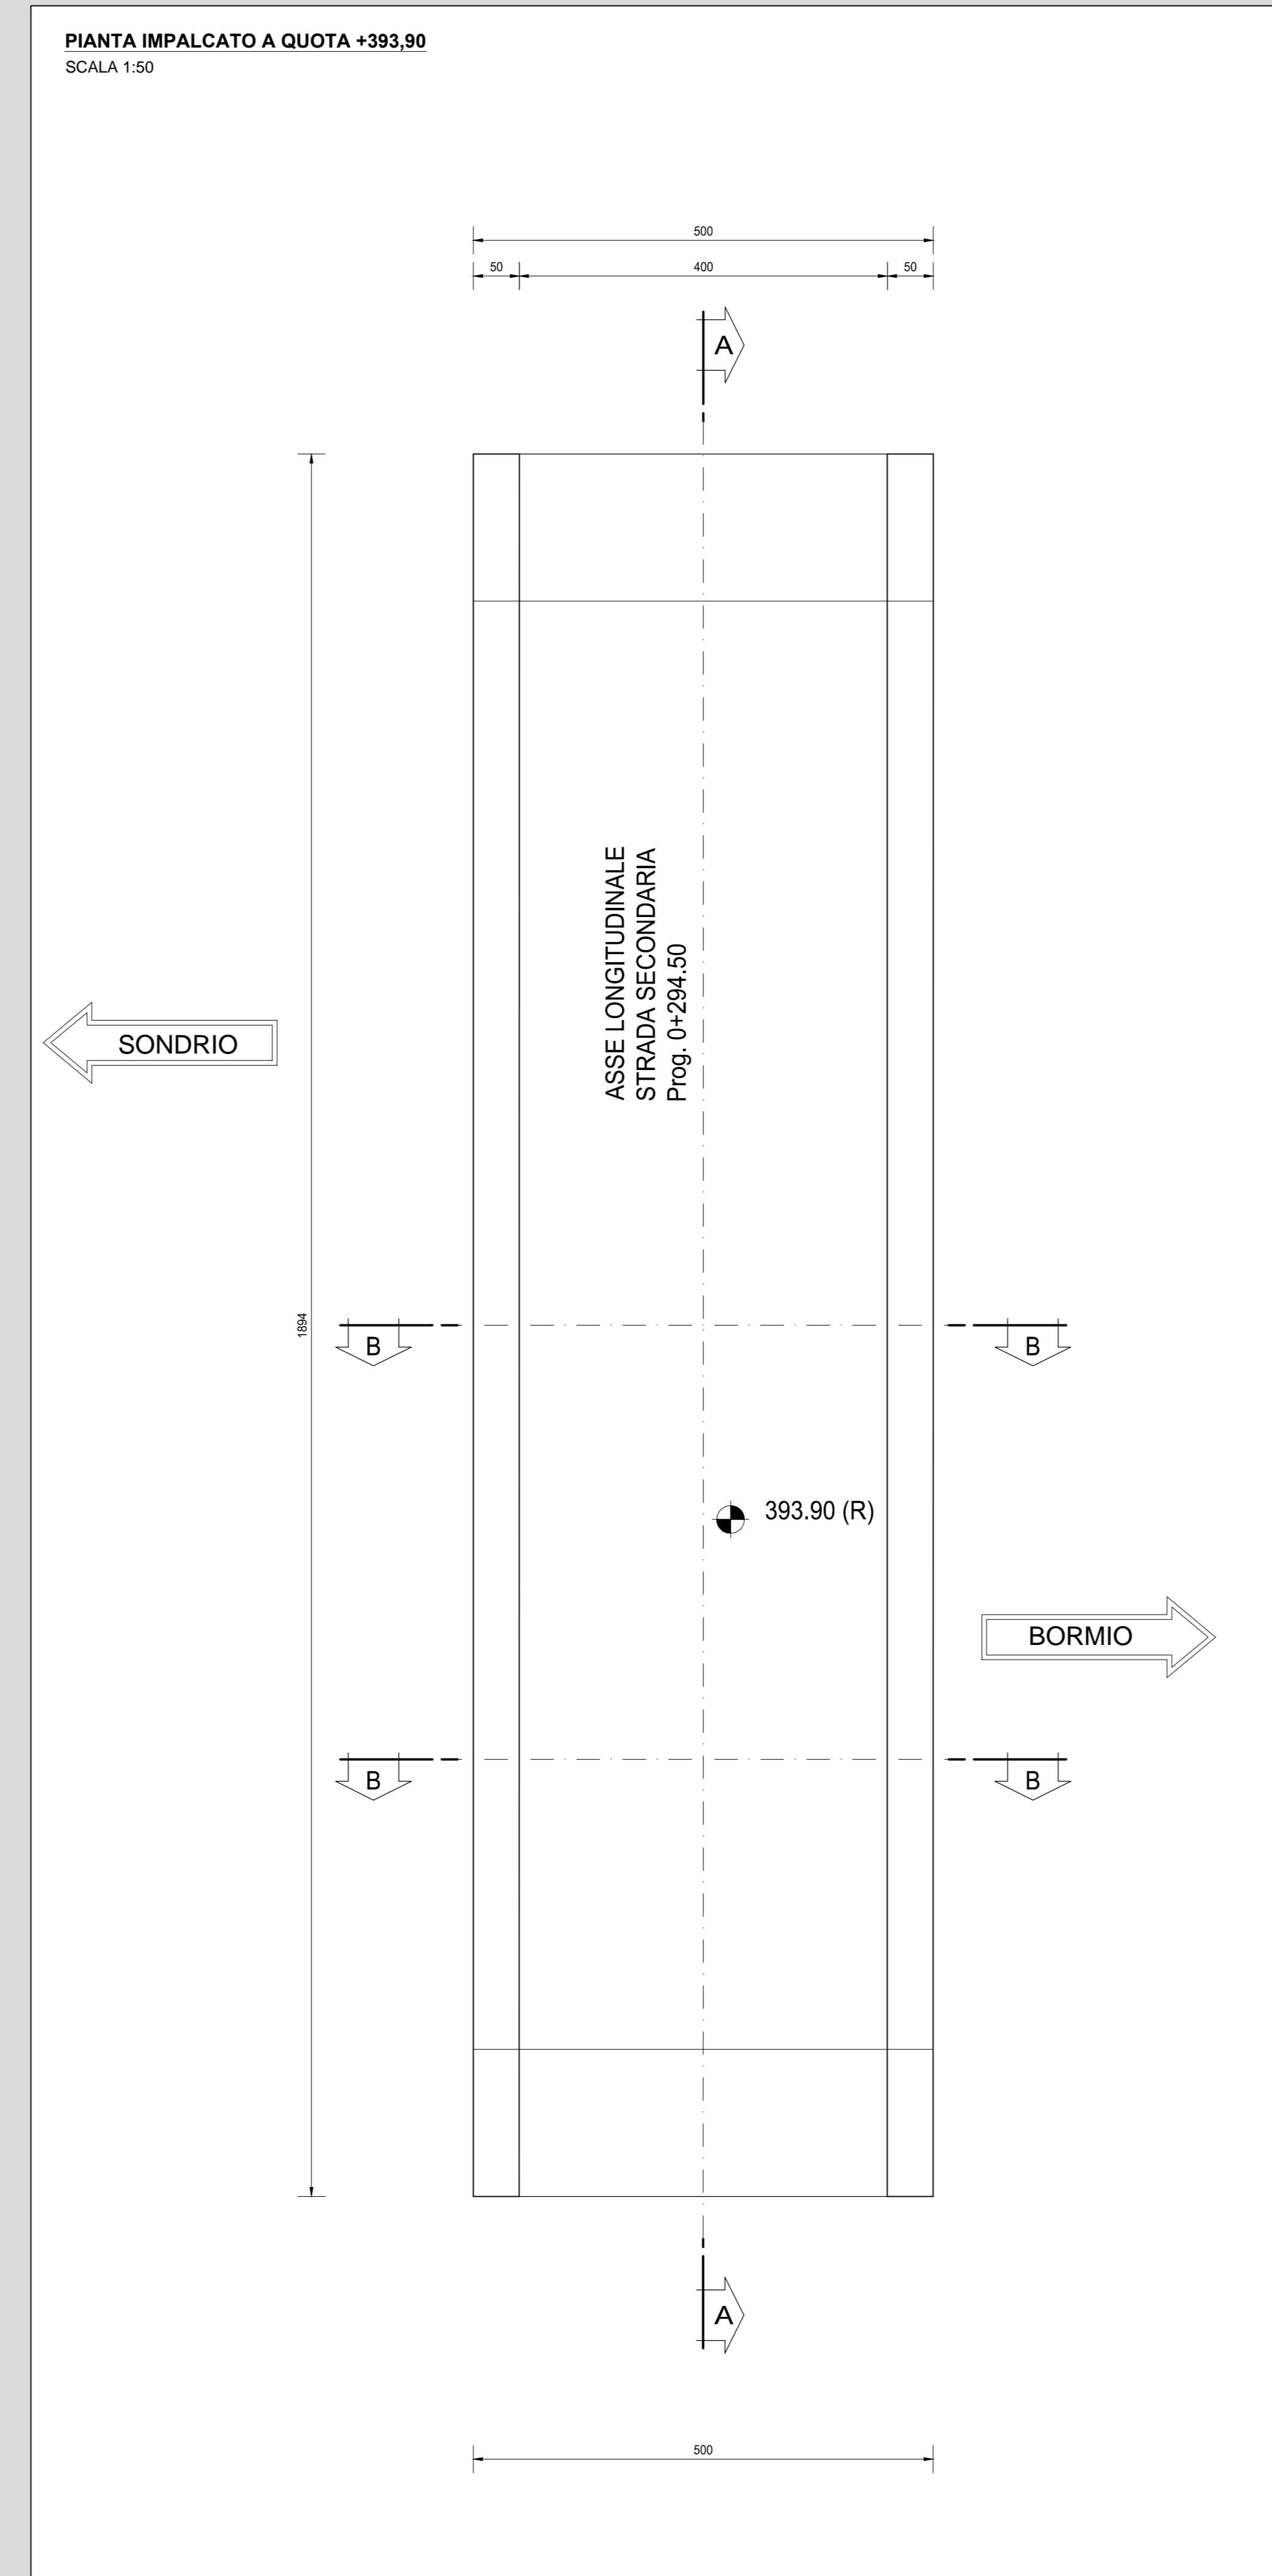 PIANTA IMPALCATO A QUOTA +393,90
SCALA 1:50
500
50
400
50
A
ASSE LONGITUDINALE
STRADA SECONDARIA
Prog. 0+294.50
SONDRIO
1894
B
B
393.90 (R)
BORMIO
B
B
A
500